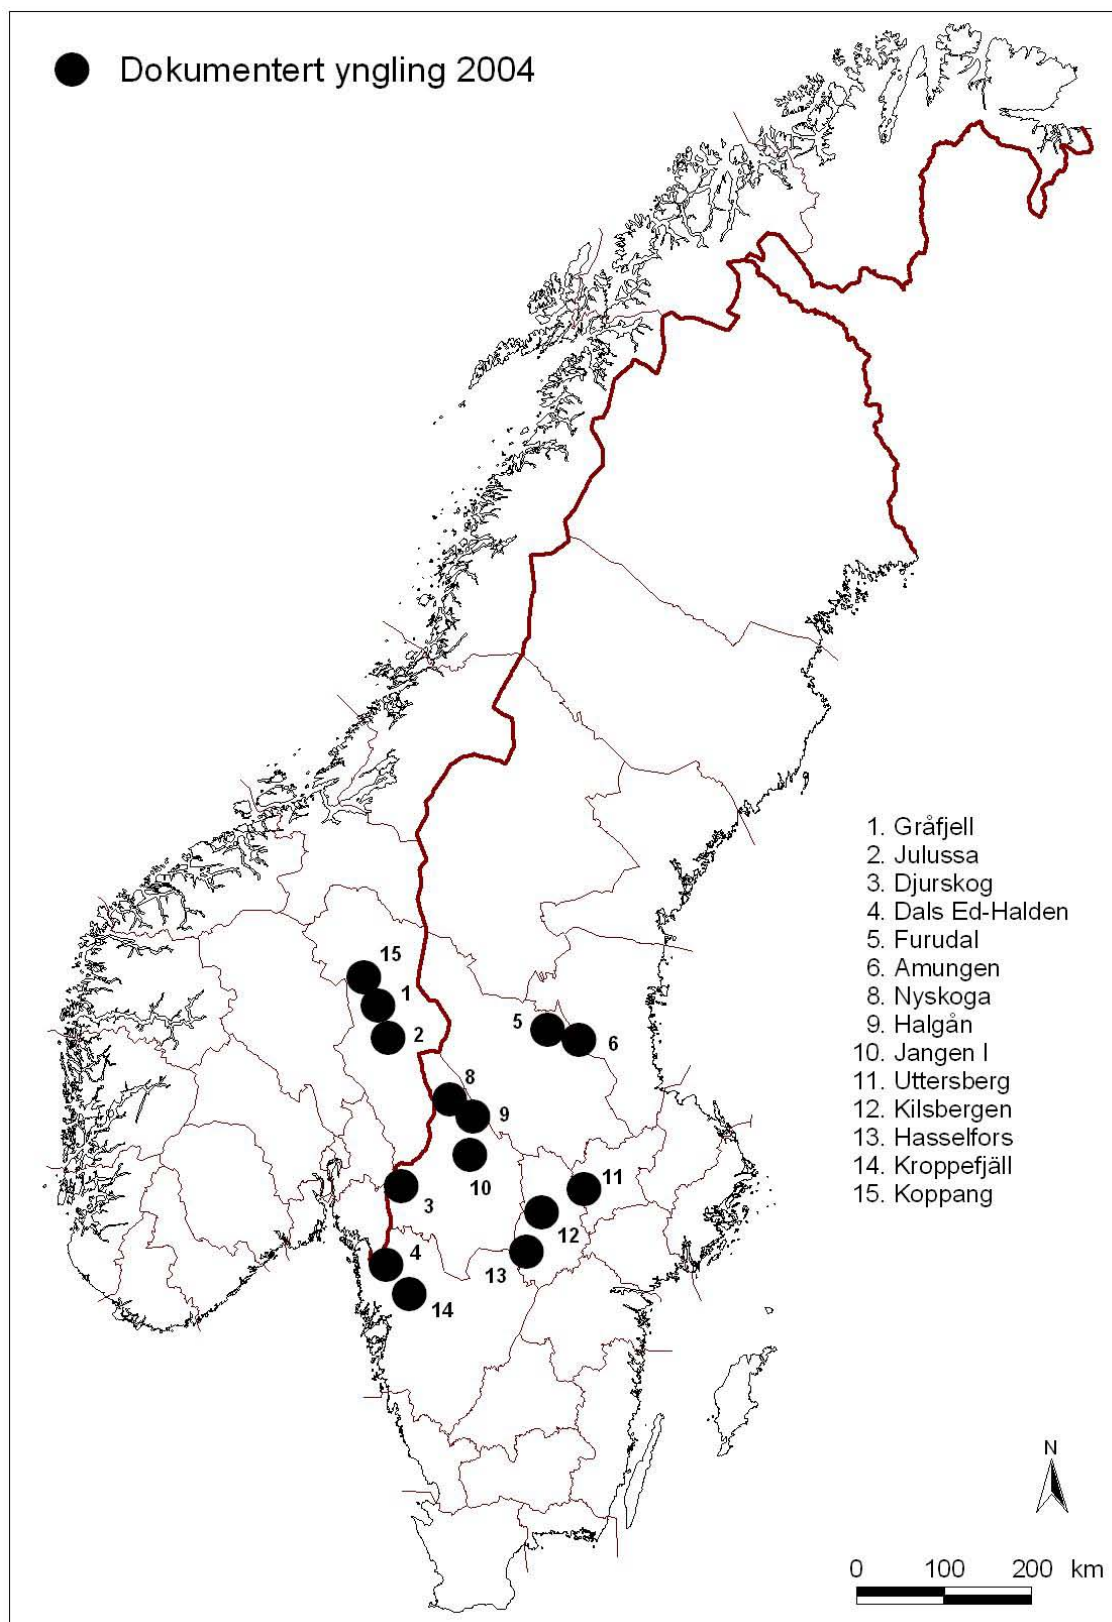 Dokumentert yngling 2004
1. Gråfjell
2. Julussa
3. Djurskog
4. Dals Ed-Halden
5. Furudal
6. Amungen
8. Nyskoga
9. Halgån
10. Jangen I
11. Uttersberg
12. Kilsbergen
13. Hasselfors
14. Kroppefjäll
15. Koppang
15
1
2
5
6
8
9
10
3
11
12
4
13
14
N
0 100 200 km